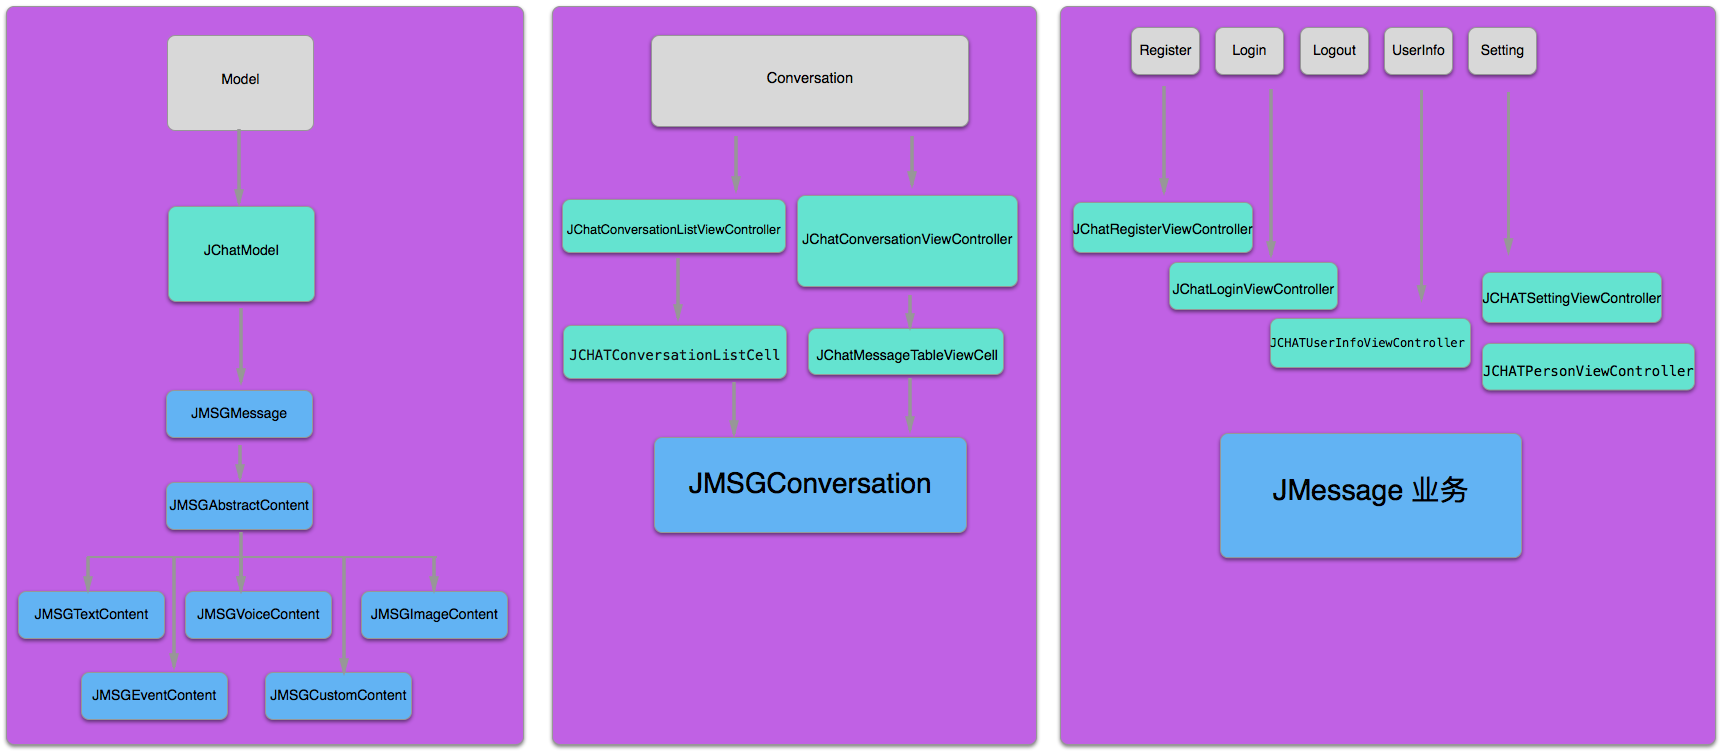 Model
JChatModel
JMSGMessage
JMSGAbstractContent
JMSGTextContent
JMSGVoiceContent
JMSGImageContent
JMSGEventContent
JMSGCustomContent
Conversation
JChatConversationListViewController
JChatConversationViewController
JCHATConversationListCell
JChatMessageTableViewCell
JMSGConversation
Register
Login
Logout
UserInfo
Setting
JChatRegisterViewController
JChatLoginViewController
JCHATSettingViewController
JCHATUserInfoViewController
JCHATPersonViewController
JMessage 业务